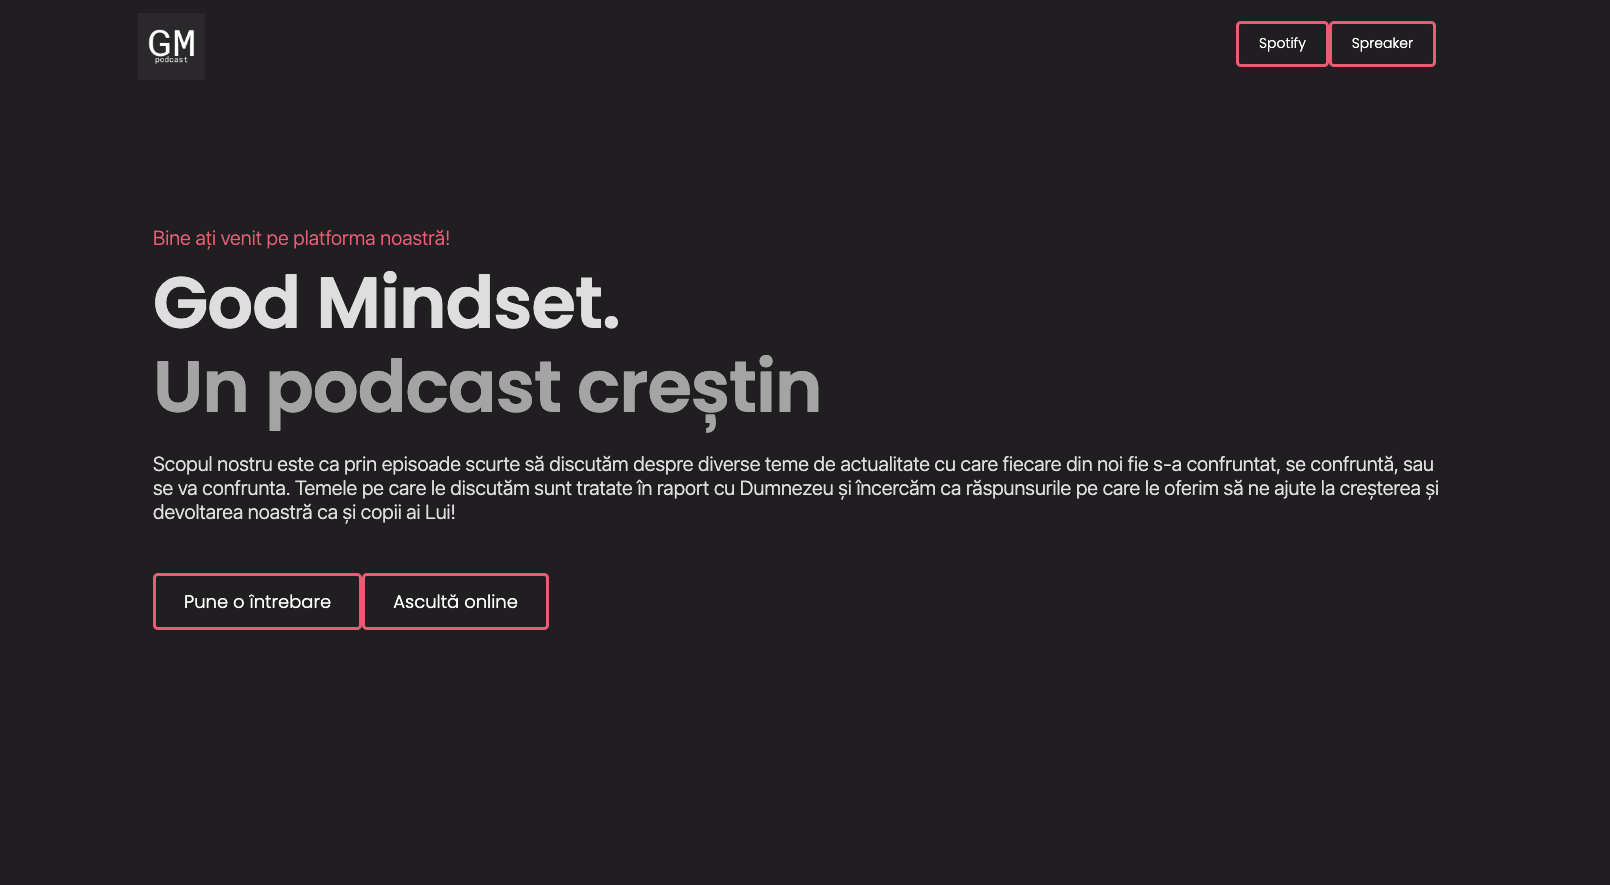 GM
podcast
Spotify
Spreaker
Bine ați venit pe platforma noastră!
God Mindset.
Un podcast creștin
Scopul nostru este ca prin episoade scurte să discutăm despre diverse teme de actualitate cu care fiecare din noi fie s-a confruntat, se confruntă, sau
se va confrunta. Temele pe care le discutăm sunt tratate în raport cu Dumnezeu și încercăm ca răspunsurile pe care le oferim să ne ajute la creșterea și
devoltarea noastră ca și copii ai Lui!
Pune o întrebare
Ascultă online